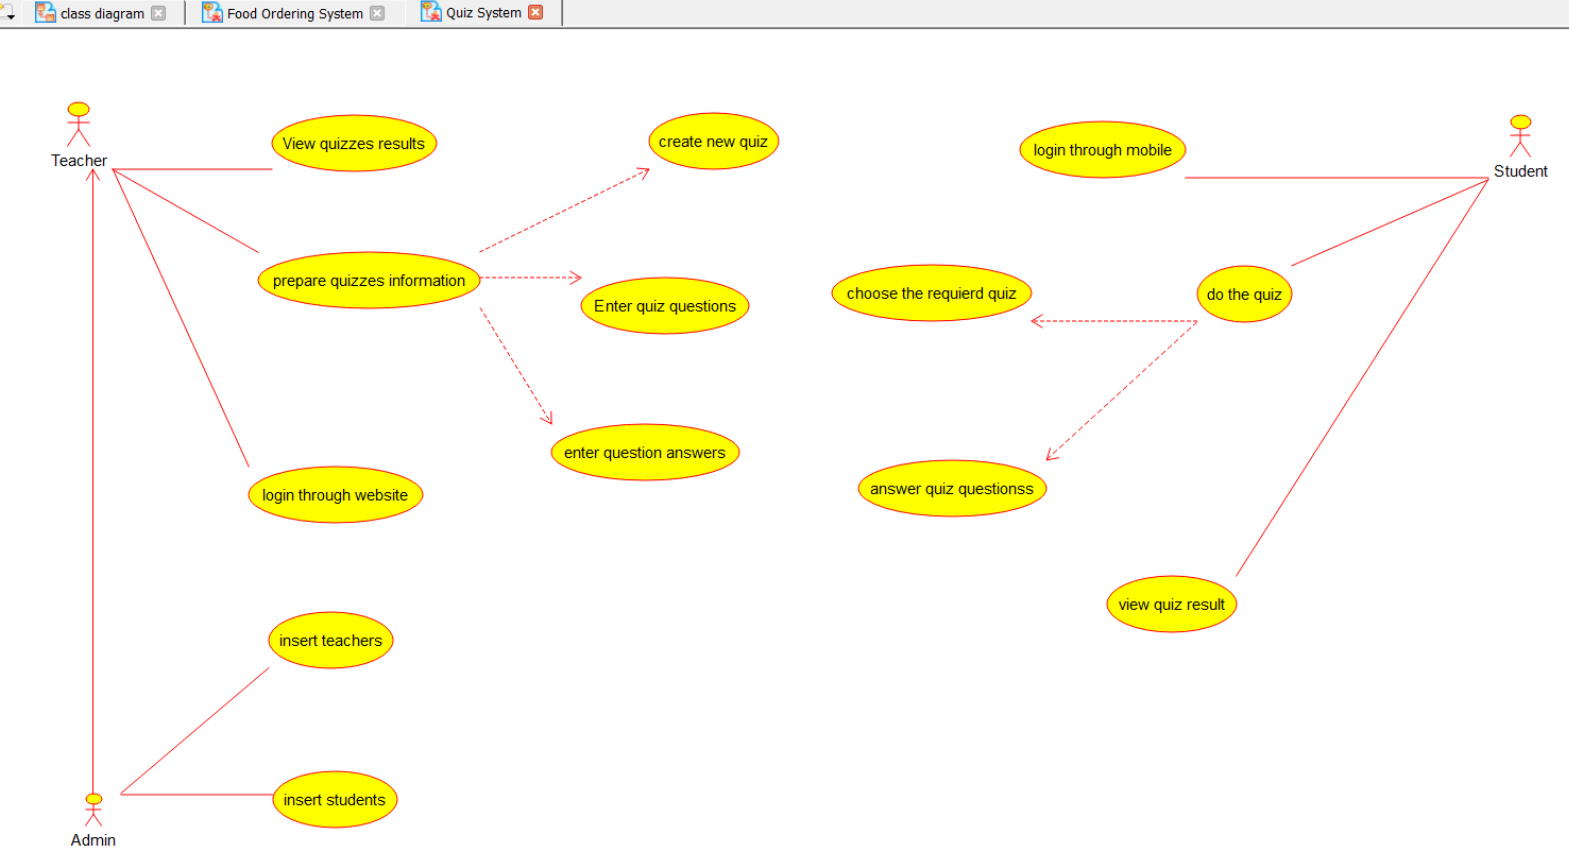 class diagram
Food Ordering System
Quiz System
Teacher
View quizzes results
create new quiz
login through mobile
Student
prepare quizzes information
Enter quiz questions
choose the requierd quiz
do the quiz
enter question answers
login through website
answer quiz questionss
view quiz result
insert teachers
insert students
Admin